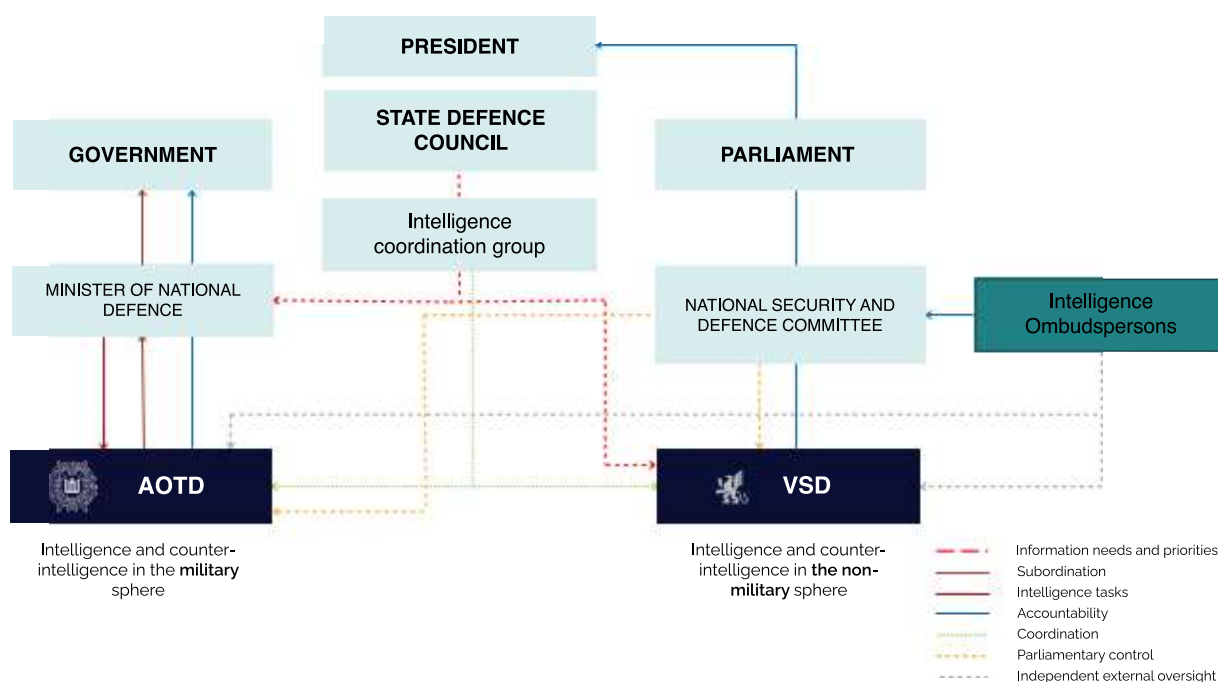 PRESIDENT
STATE DEFENCE
COUNCIL
GOVERNMENT
PARLIAMENT
Intelligence
coordination group
MINISTER OF NATIONAL
DEFENCE
NATIONAL SECURITY AND
DEFENCE COMMITTEE
Intelligence
Ombudspersons
AOTD
VSD
Intelligence and counter-
intelligence in the military
sphere
Intelligence and counter-
intelligence in the non-
military sphere
Information needs and priorities
Subordination
Intelligence tasks
Accountability
Coordination
Parliamentary control
Independent external oversight